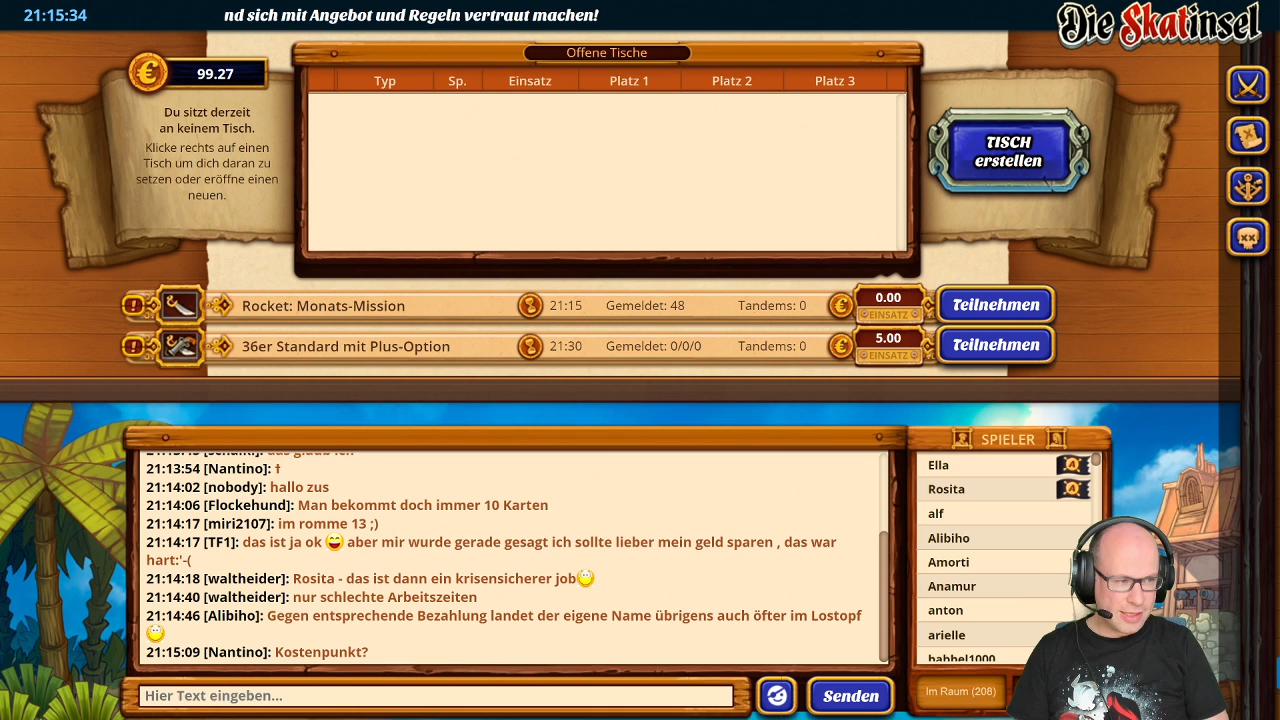 21:15:34
nd sich mit Angebot und Regeln vertraut machen!
Die Skatinsel
99.27
Du sitzt derzeit
an keinem Tisch.
Klicke rechts auf einen
Tisch um dich daran zu
setzen oder eröffne einen
neuen.
Offene Tische
Typ Sp. Einsatz Platz 1 Platz 2 Platz 3
TISCH
erstellen
Rocket: Monats-Mission 21:15 Gemeldet: 48 Tandems: 0 0.00 Teilnehmen
EINSATZ
36er Standard mit Plus-Option 21:30 Gemeldet: 0/0/0 Tandems: 0 5.00 Teilnehmen
EINSATZ
21:13:54 [Nantino]: †
21:14:02 [nobody]: hallo zus
21:14:06 [Flockehund]: Man bekommt doch immer 10 Karten
21:14:17 [miri2107]: im romme 13 ;)
21:14:17 [TF1]: das ist ja ok 😄 aber mir wurde gerade gesagt ich sollte lieber mein geld sparen , das war
hart:'-(
21:14:18 [waltheider]: Rosita - das ist dann ein krisensicherer job
21:14:40 [waltheider]: nur schlechte Arbeitszeiten
21:14:46 [Alibiho]: Gegen entsprechende Bezahlung landet der eigene Name übrigens auch öfter im Lostopf
21:15:09 [Nantino]: Kostenpunkt?
Hier Text eingeben...
Senden
SPIELER
Ella
Rosita
alf
Alibiho
Amorti
Anamur
anton
arielle
babbel1000
Im Raum (208)